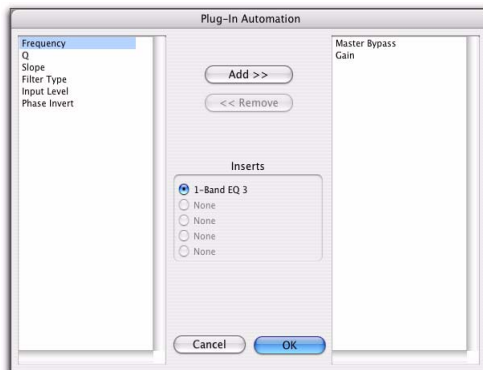 Plug-In Automation
Frequency
Q
Slope
Filter Type
Input Level
Phase Invert
Add >>
<< Remove
Inserts
1-Band EQ 3
None
None
None
None
Master Bypass
Gain
Cancel
OK